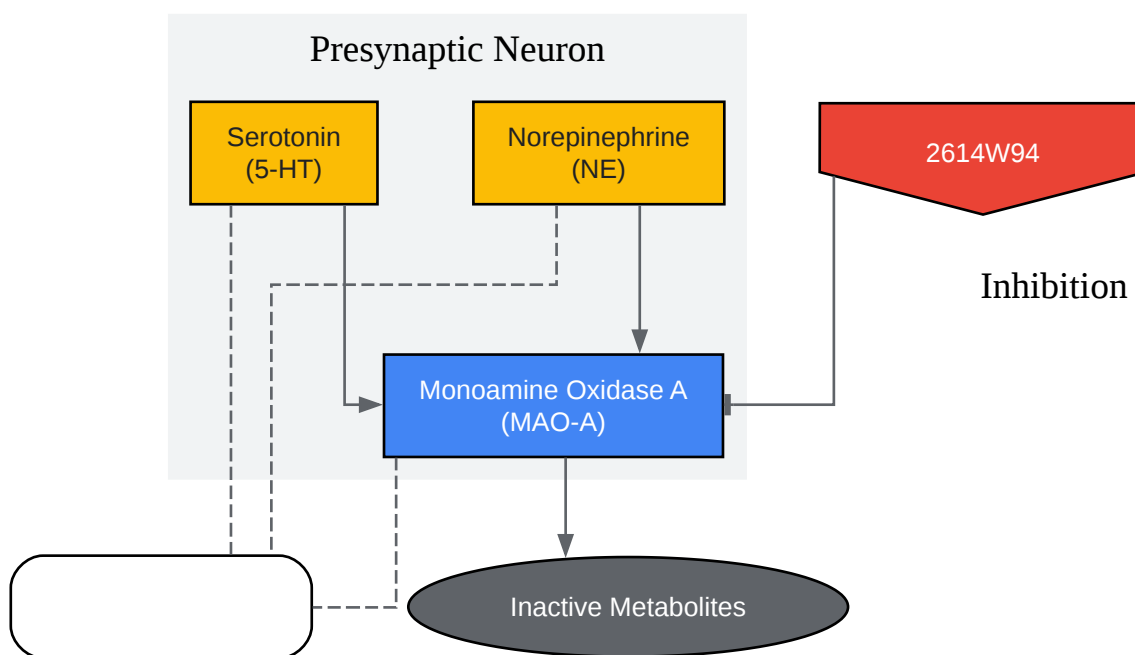 Presynaptic Neuron
Serotonin
(5-HT)
Norepinephrine
(NE)
2614W94
Inhibition
Monoamine Oxidase A
(MAO-A)
Inactive Metabolites